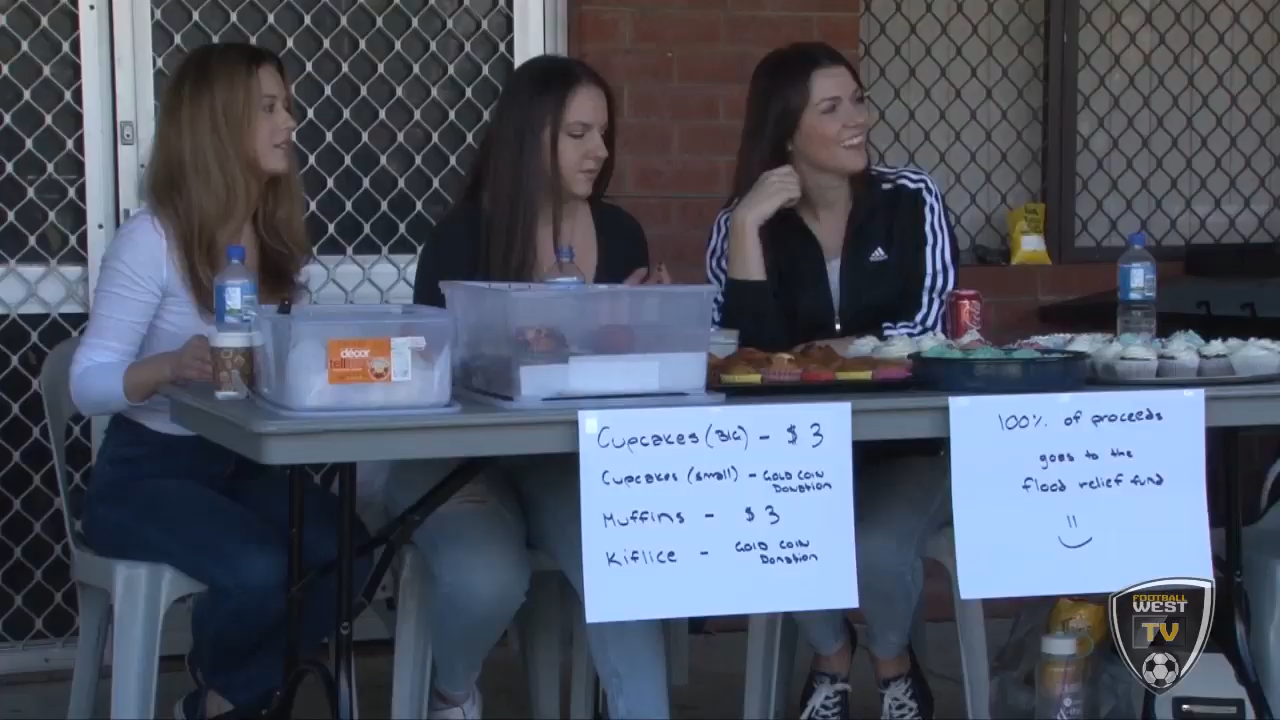 Cupcakes (BIG) - $3
Cupcakes (small) - GOLD COIN
Donation
Muffins - $3
Kiflice - GOLD COIN
Donation
100% of proceeds
goes to the
flood relief fund
décor
tell
adidas
FOOTBALL
WEST
TV